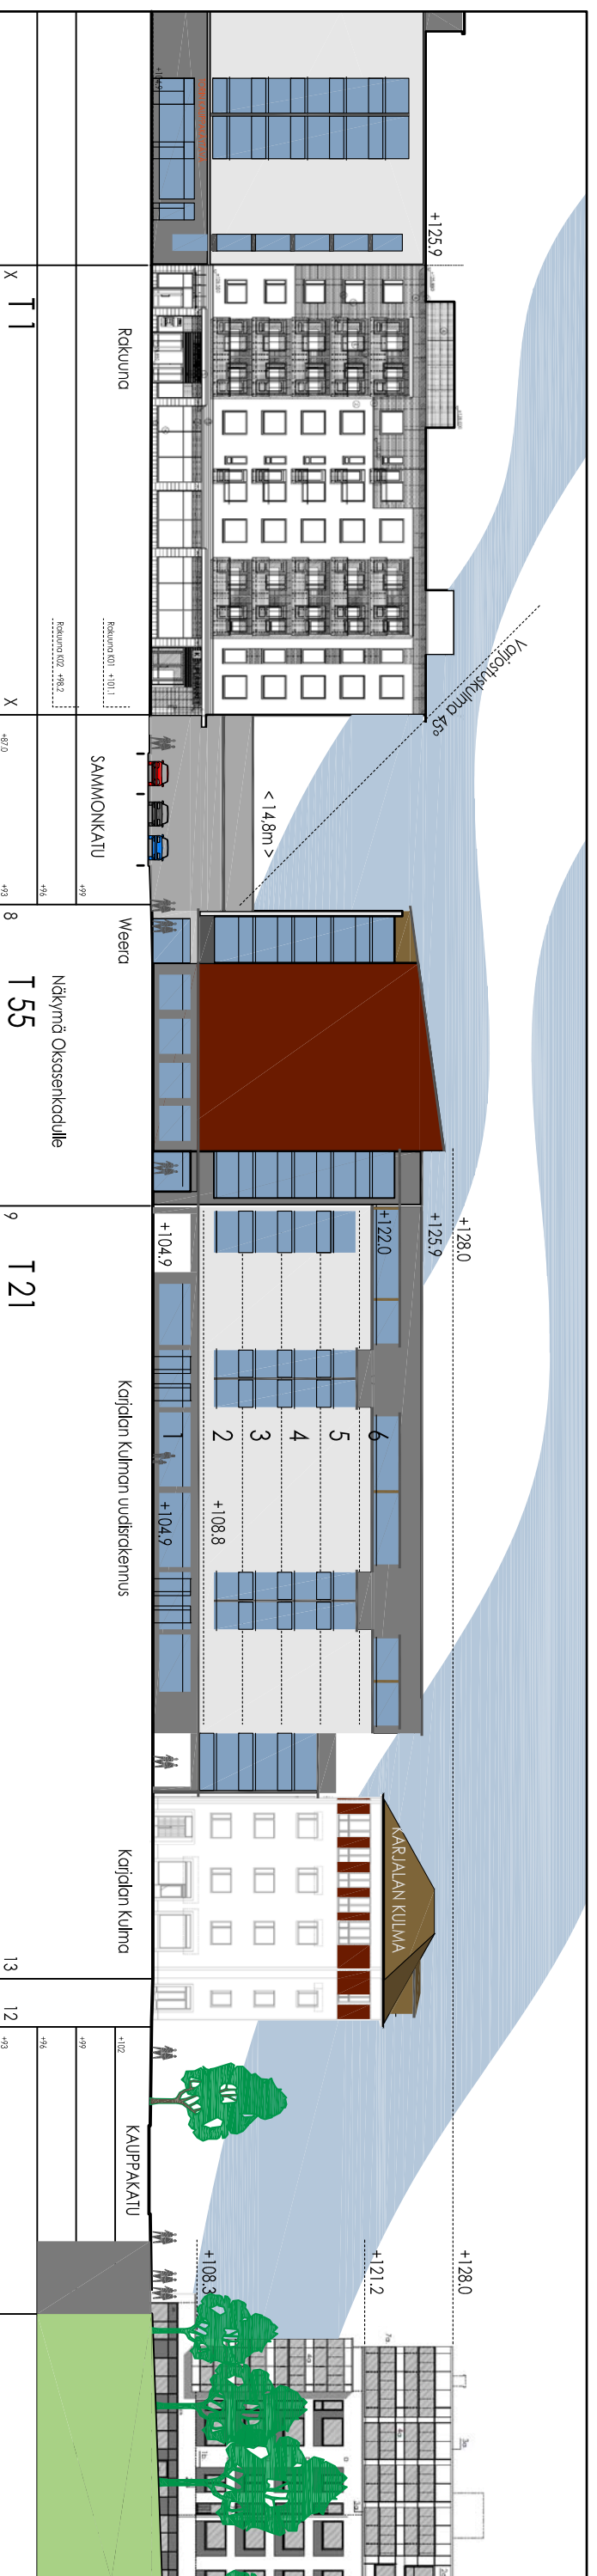 +125.9
Varjostuskulma 45°
< 14,8m >
+128.0
+125.9
+122.0
+104.9
6
5
4
3
2
1
+108.8
+104.9
KARJALAN KULMA
+128.0
+121.2
+108.3
Rakuuna
Rakuuna K01 +101.1
Rakuuna K02 +98.2
SAMMONKATU
Weera
Näkymä Oksasenkadulle
Karjalan Kulman uudisrakennus
Karjalan Kulma
KAUPPAKATU
+99
+96
+93
+87.0
+102
+99
+96
+93
X
T 1
X
8
T 55
9
T 21
13
12